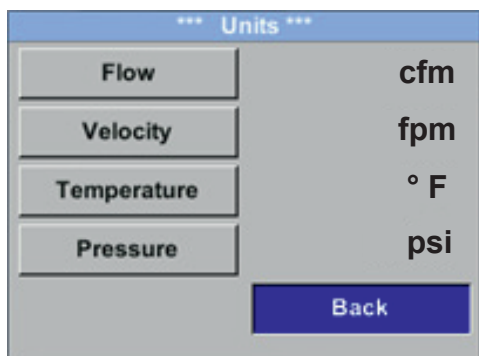 *** Units ***
Flow cfm
Velocity fpm
Temperature ° F
Pressure psi
Back